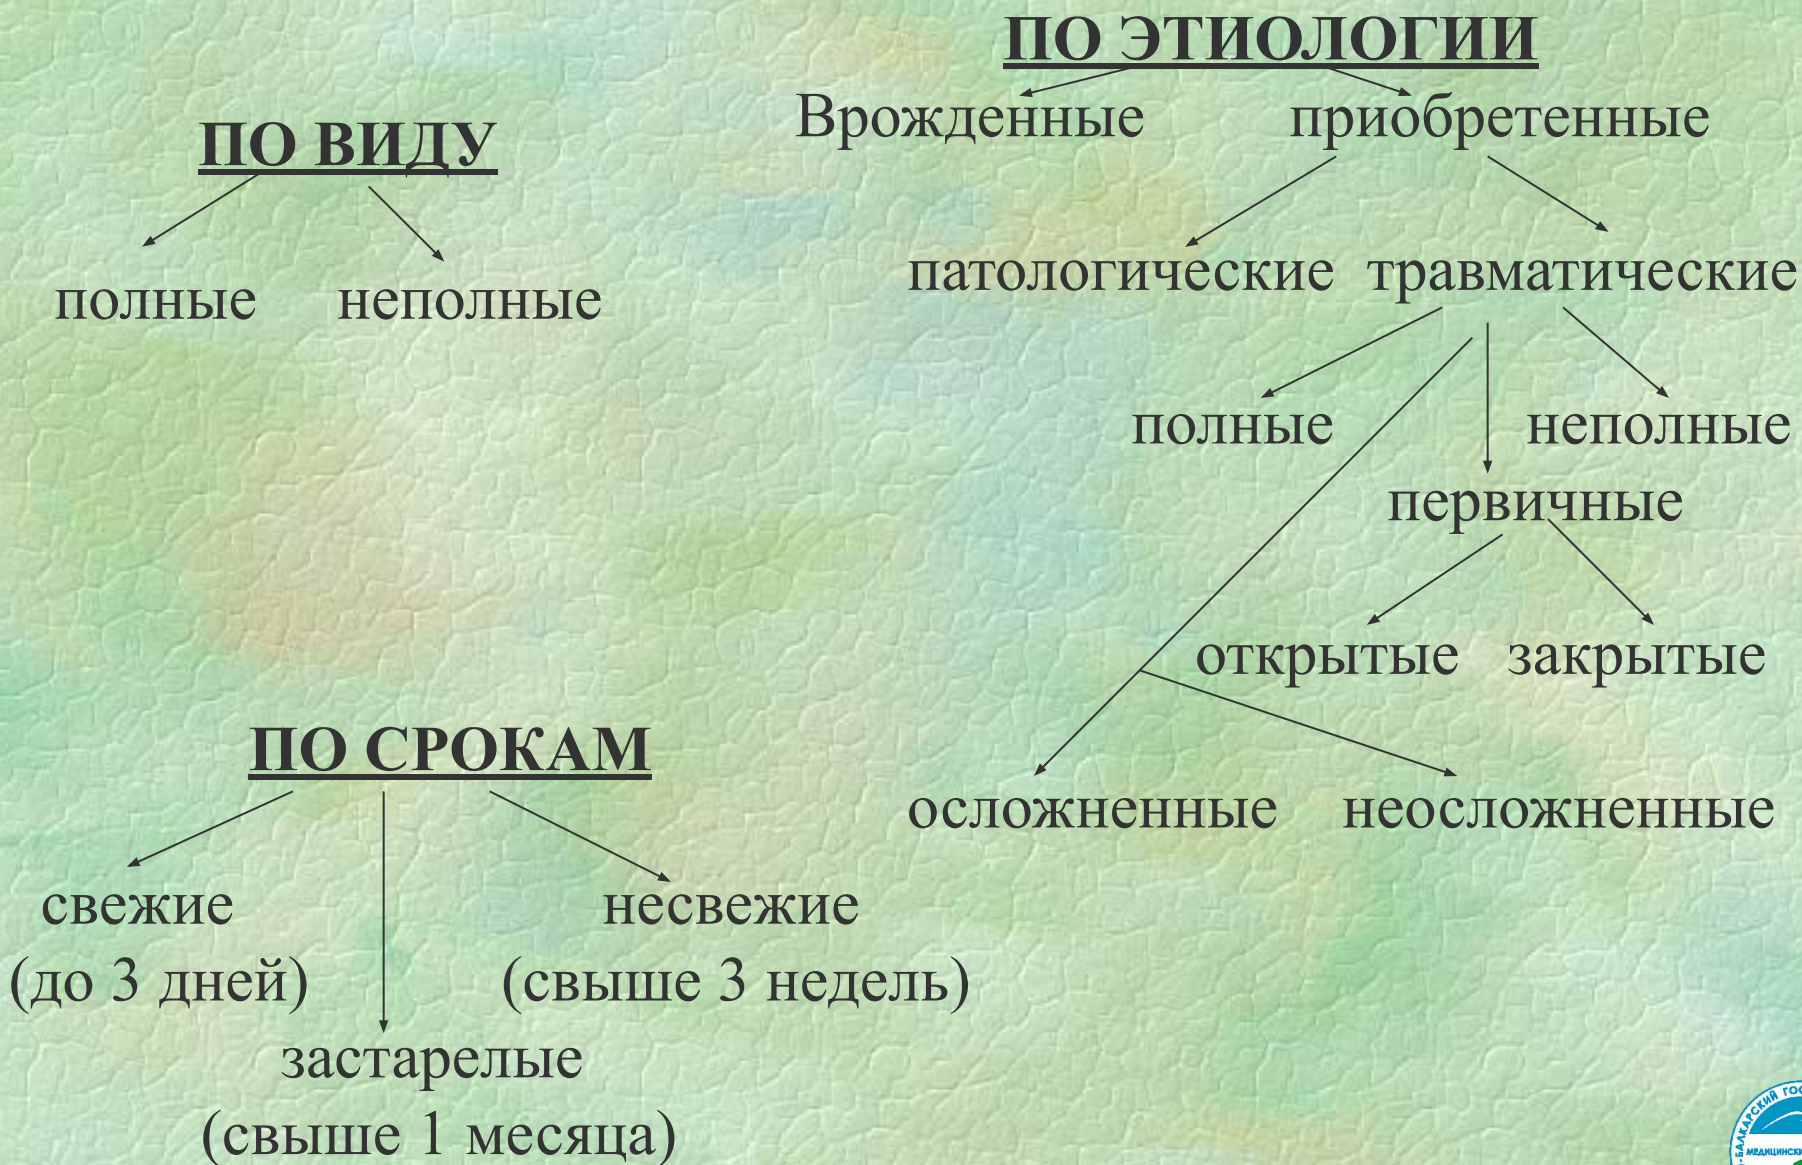 ПО ВИДУ
полные неполные
ПО ЭТИОЛОГИИ
Врожденные приобретенные
патологические травматические
полные неполные
первичные
открытые закрытые
осложненные неосложненные
ПО СРОКАМ
свежие несвежие
(до 3 дней) (свыше 3 недель)
застарелые
(свыше 1 месяца)